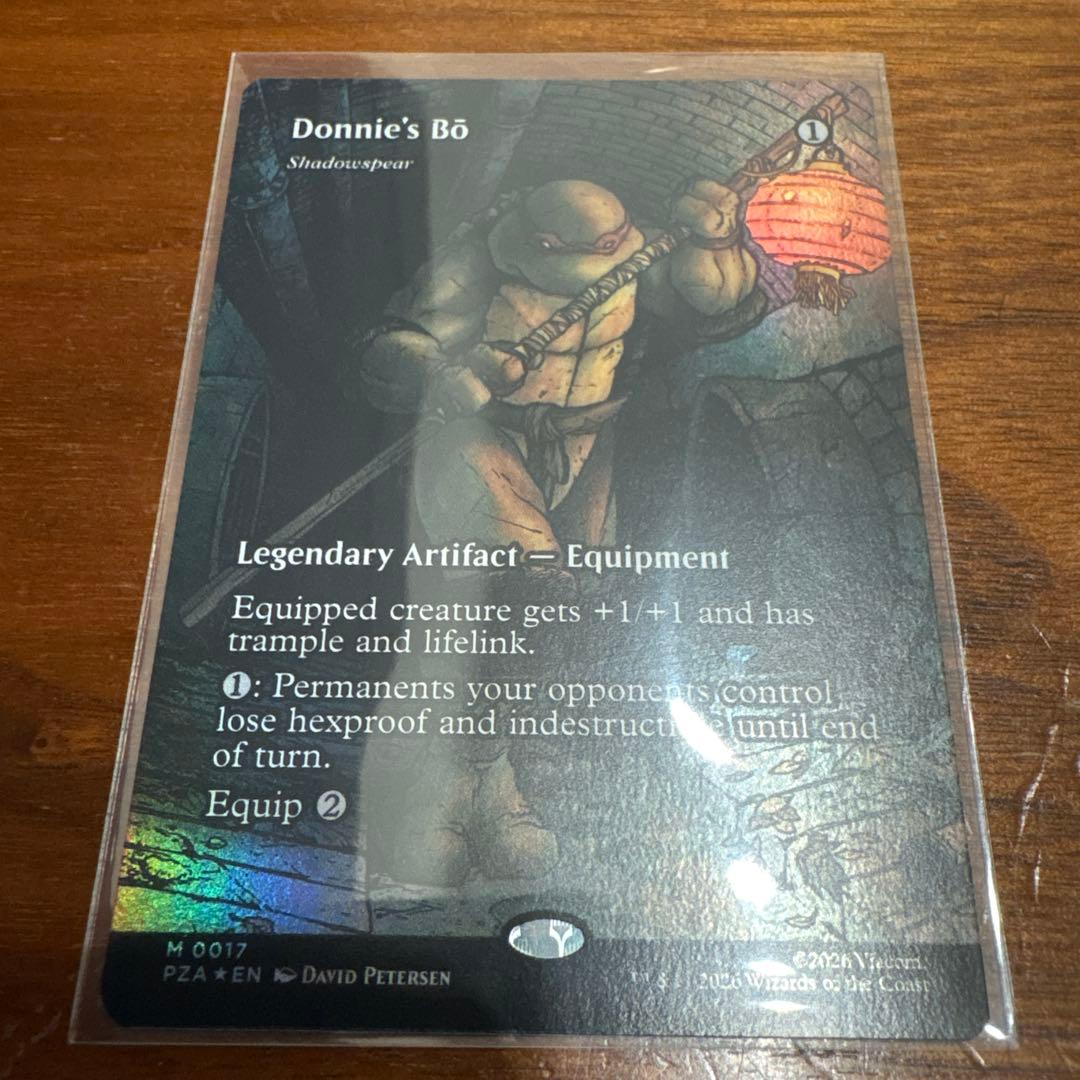 Donnie's Bō
1
Shadowspear
Legendary Artifact — Equipment
Equipped creature gets +1/+1 and has
trample and lifelink.
1: Permanents your opponents control
lose hexproof and indestructible until end
of turn.
Equip 2
M 0017
©2026 Viacom.
PZA★EN DAVID PETERSEN
2026 Wizards of the Coast